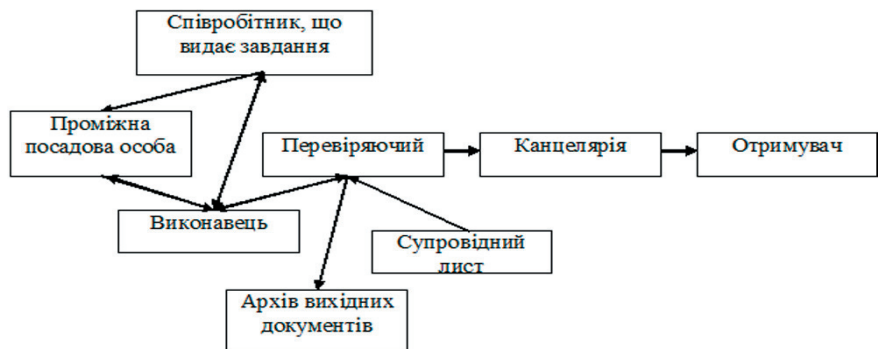 Співробітник, що
видає завдання
Проміжна
посадова особа
Перевіряючий
Канцелярія
Отримувач
Виконавець
Супровідний
лист
Архів вихідних
документів